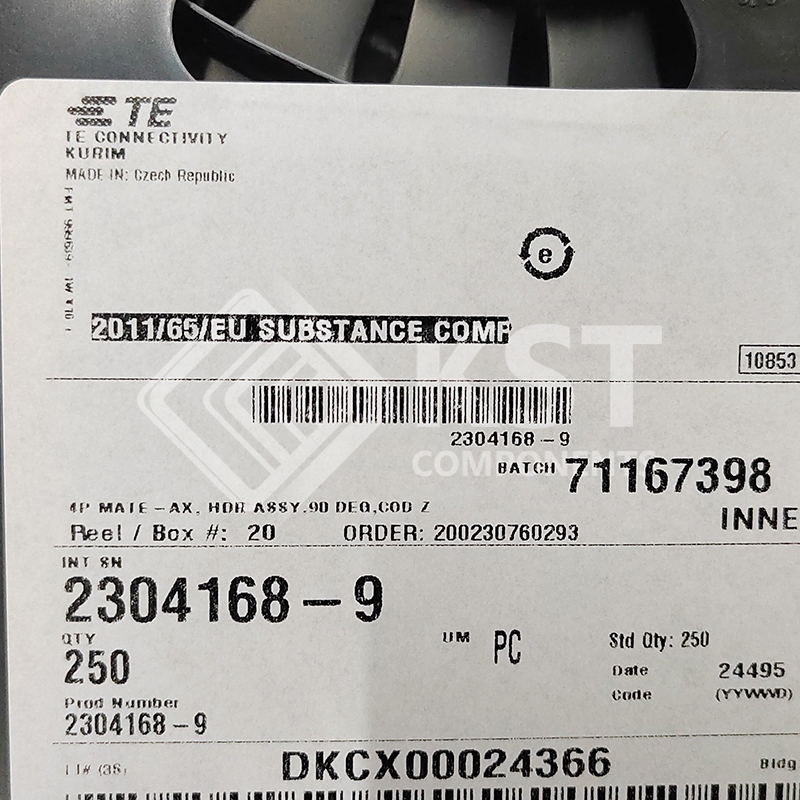 TE
TE CONNECTIVITY
KURIM
MADE IN: Czech Republic
e
2011/65/EU SUBSTANCE COMP
10853
KST
COMPONENTS
2304168-9
BATCH 71167398
4P MATE-AX, HDR ASSY,90 DEG,COD Z
INNE
Reel / Box #: 20 ORDER: 200230760293
INT SN
2304168-9
QTY
250
UM PC
Std Qty: 250
Date 24495
Code (YYWWD)
Prod Number
2304168-9
(3S) DKCX00024366 Bldg